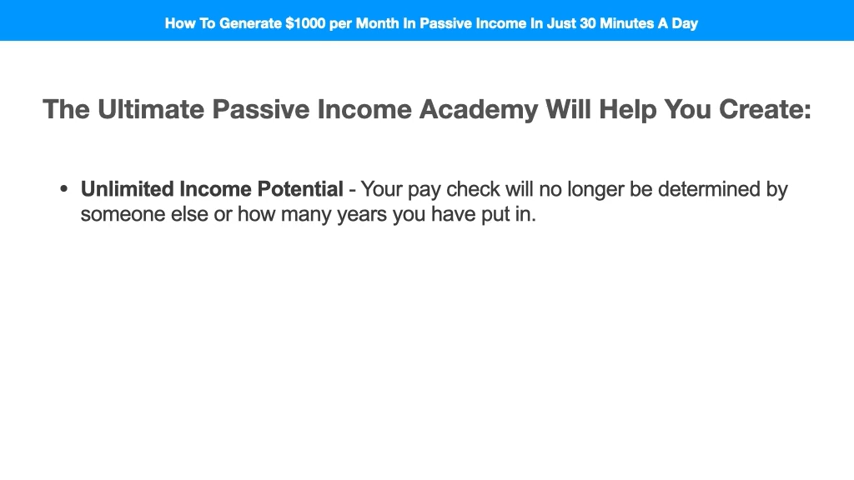 How To Generate $1000 per Month In Passive Income In Just 30 Minutes A Day
The Ultimate Passive Income Academy Will Help You Create:
• Unlimited Income Potential - Your pay check will no longer be determined by
someone else or how many years you have put in.